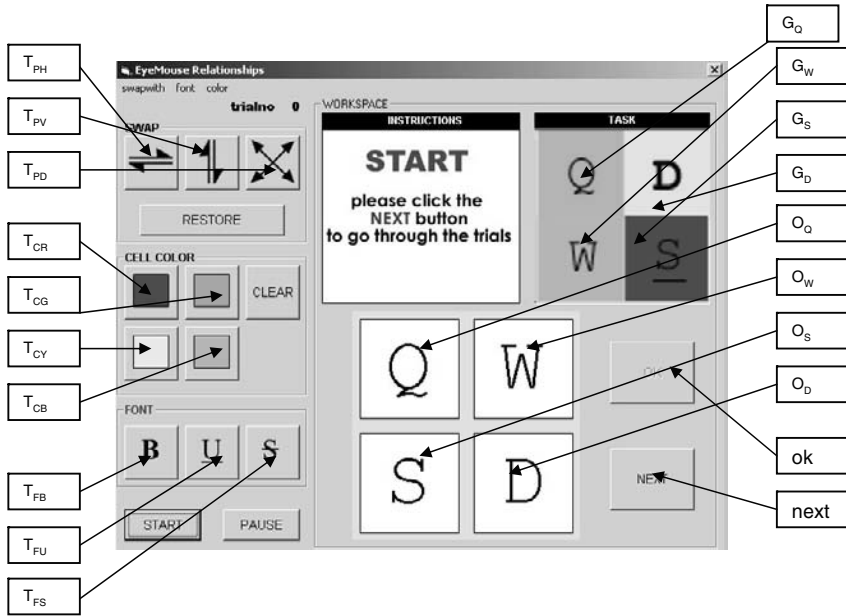 EyeMouse Relationships
swapwith font color
trialno 0
SWAP
RESTORE
CELL COLOR
CLEAR
FONT
B U S
START PAUSE
WORKSPACE
INSTRUCTIONS
START
please click the
NEXT button
to go through the trials
TASK
Q D
W S
Q W
S D
OK
NEXT
T_PH
T_PV
T_PD
T_CR
T_CG
T_CY
T_CB
T_FB
T_FU
T_FS
G_Q
G_W
G_S
G_D
O_Q
O_W
O_S
O_D
ok
next